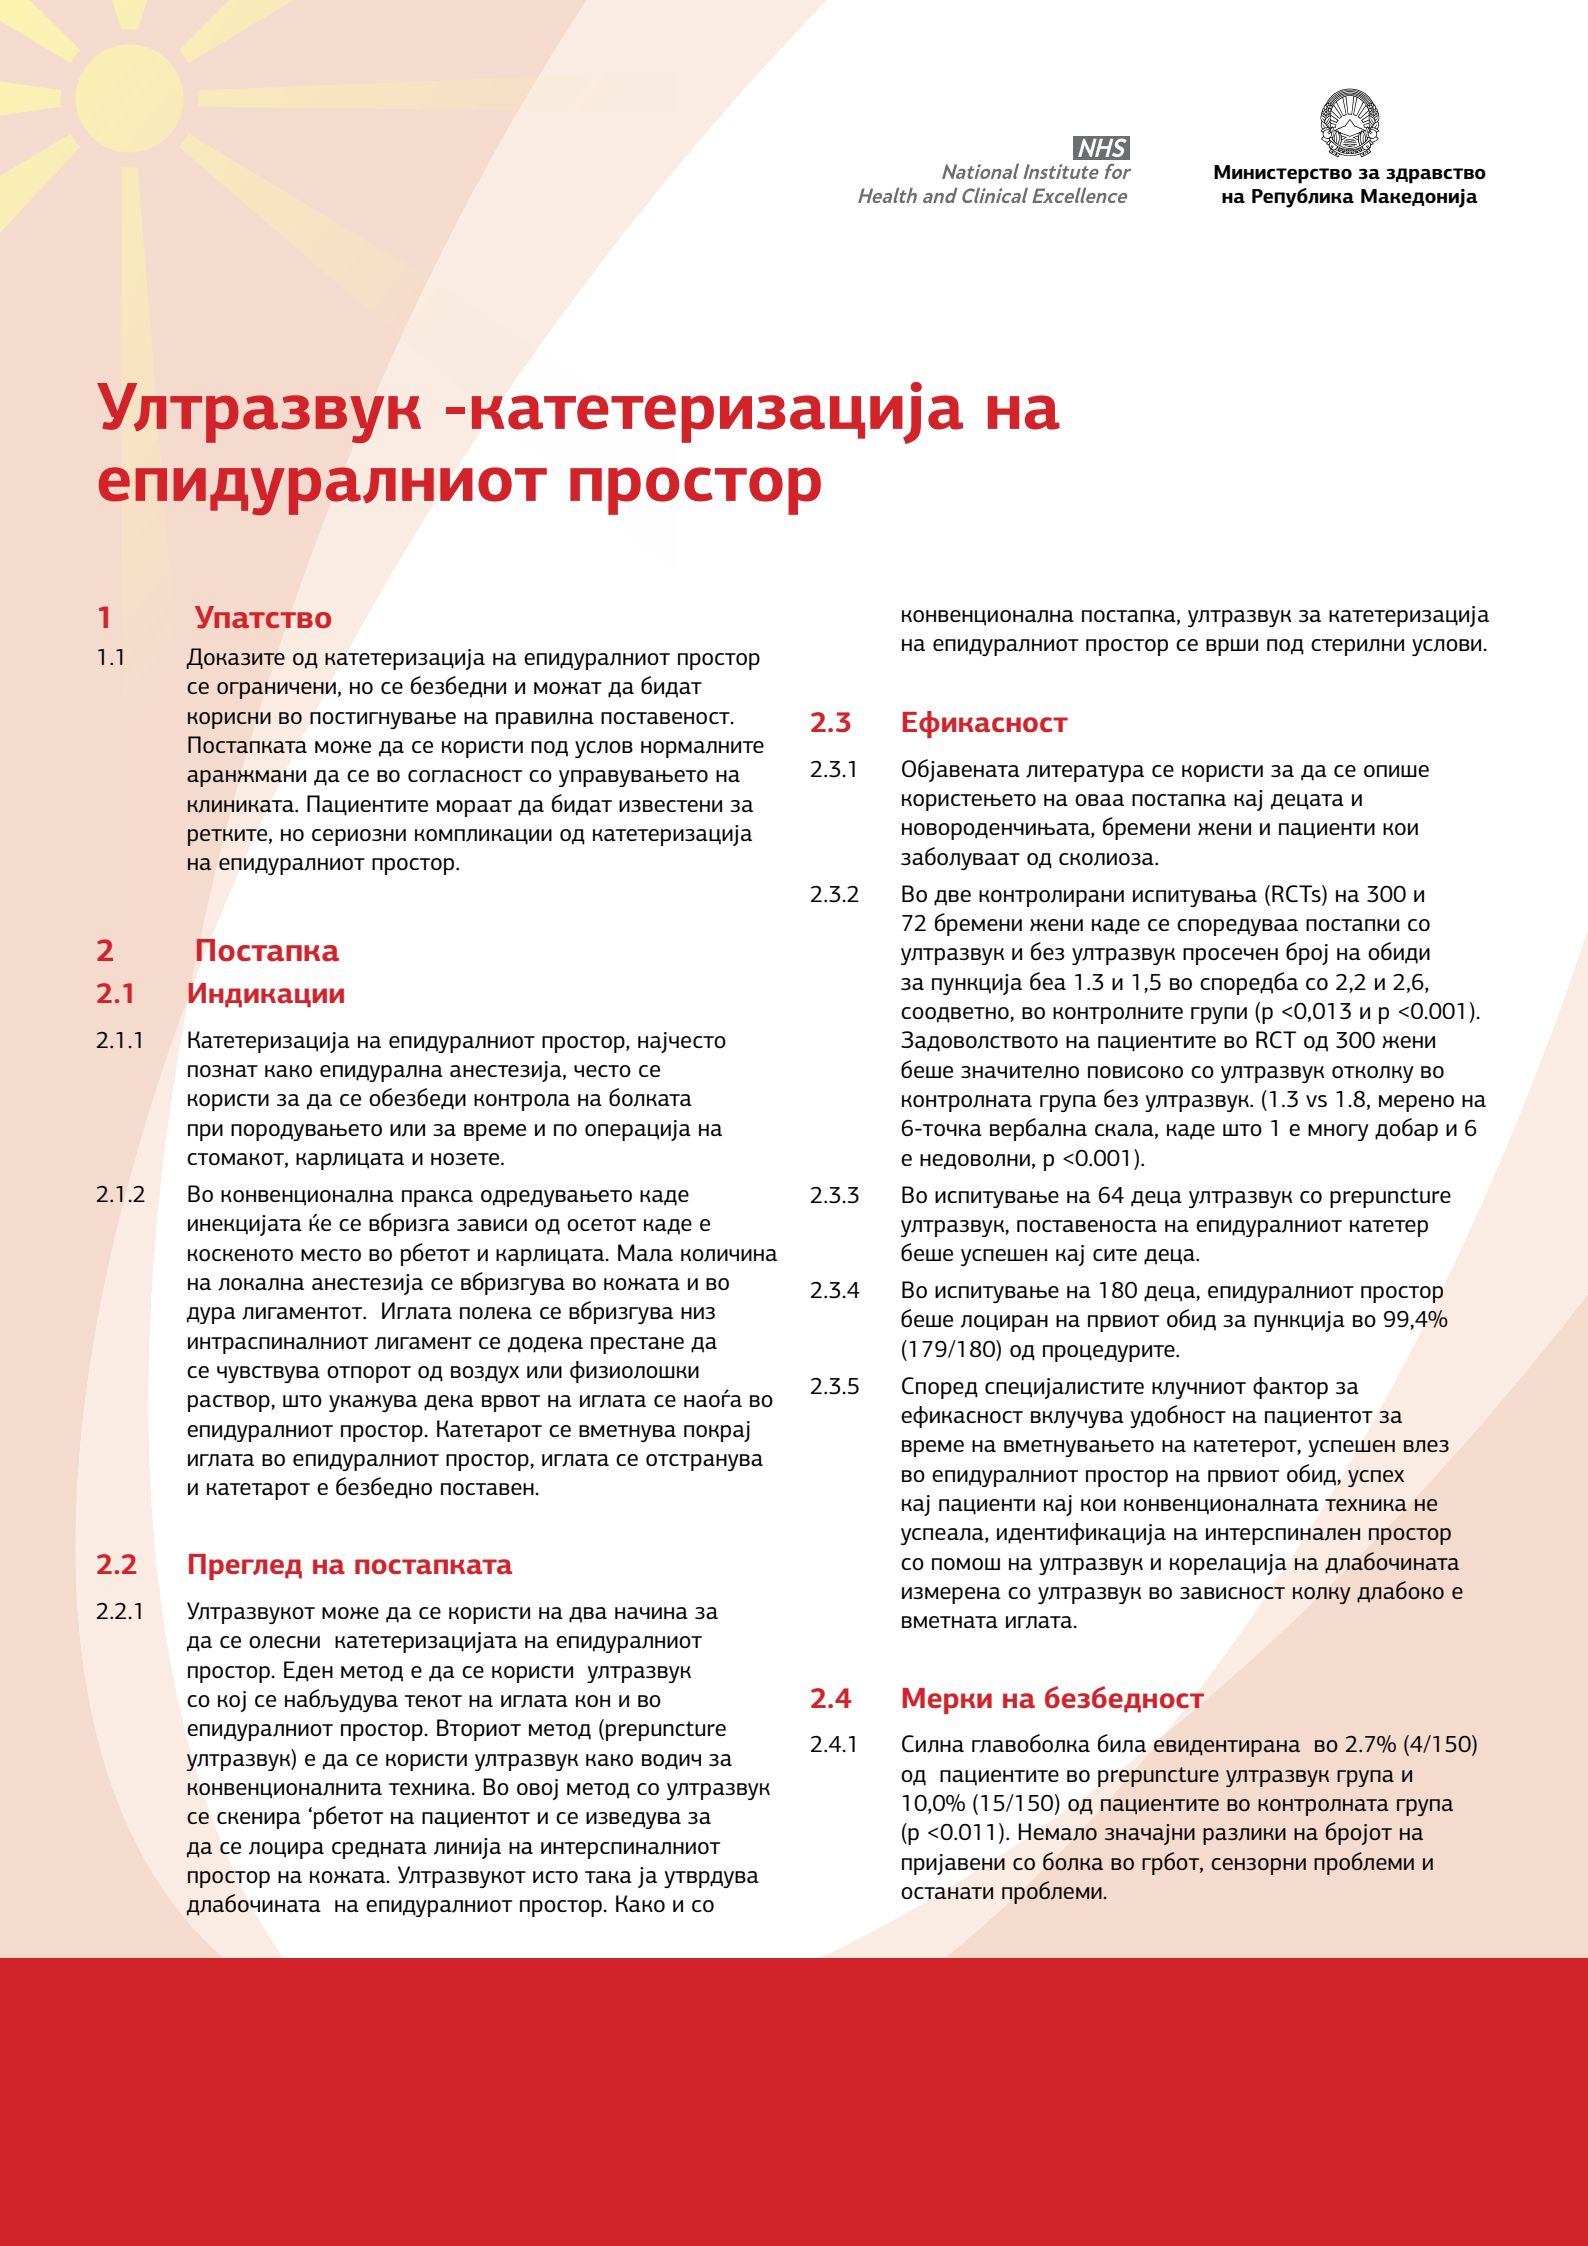 NHS
National Institute for
Health and Clinical Excellence
Министерство за здравство
на Република Македонија
Ултразвук -катетеризација на
епидуралниот простор
1 Упатство
1.1 Доказите од катетеризација на епидуралниот простор
се ограничени, но се безбедни и можат да бидат
корисни во постигнување на правилна поставеност.
Постапката може да се користи под услов нормалните
аранжмани да се во согласност со управувањето на
клиниката. Пациентите мораат да бидат известени за
ретките, но сериозни компликации од катетеризација
на епидуралниот простор.
2 Постапка
2.1 Индикации
2.1.1 Катетеризација на епидуралниот простор, најчесто
познат како епидурална анестезија, често се
користи за да се обезбеди контрола на болката
при породувањето или за време и по операција на
стомакот, карлицата и нозете.
2.1.2 Во конвенционална пракса одредувањето каде
инекцијата ќе се вбризга зависи од осетот каде е
коскеното место во рбетот и карлицата. Мала количина
на локална анестезија се вбризгува во кожата и во
дура лигаментот.  Иглата полека се вбризгува низ
интраспиналниот лигамент се додека престане да
се чувствува отпорот од воздух или физиолошки
раствор, што укажува дека врвот на иглата се наоѓа во
епидуралниот простор. Катетарот се вметнува покрај
иглата во епидуралниот простор, иглата се отстранува
и катетарот е безбедно поставен.
2.2 Преглед на постапката
2.2.1 Ултразвукот може да се користи на два начина за
да се олесни  катетеризацијата на епидуралниот
простор. Еден метод е да се користи  ултразвук
со кој се набљудува текот на иглата кон и во
епидуралниот простор. Вториот метод (prepuncture
ултразвук) е да се користи ултразвук како водич за
конвенционалнита техника. Во овој метод со ултразвук
се скенира ‘рбетот на пациентот и се изведува за
да се лоцира средната линија на интерспиналниот
простор на кожата. Ултразвукот исто така ја утврдува
длабочината  на епидуралниот простор. Како и со
конвенционална постапка, ултразвук за катетеризација
на епидуралниот простор се врши под стерилни услови.
2.3 Ефикасност
2.3.1 Објавената литература се користи за да се опише
користењето на оваа постапка кај децата и
новороденчињата, бремени жени и пациенти кои
заболуваат од сколиоза.
2.3.2 Во две контролирани испитувања (RCTs) на 300 и
72 бремени жени каде се споредуваа постапки со
ултразвук и без ултразвук просечен број на обиди
за пункција беа 1.3 и 1,5 во споредба со 2,2 и 2,6,
соодветно, во контролните групи (p <0,013 и p <0.001).
Задоволството на пациентите во RCT од 300 жени
беше значително повисоко со ултразвук отколку во
контролната група без ултразвук. (1.3 vs 1.8, мерено на
6-точка вербална скала, каде што 1 е многу добар и 6
е недоволни, p <0.001).
2.3.3 Во испитување на 64 деца ултразвук со prepuncture
ултразвук, поставеноста на епидуралниот катетер
беше успешен кај сите деца.
2.3.4 Во испитување на 180 деца, епидуралниот простор
беше лоциран на првиот обид за пункција во 99,4%
(179/180) од процедурите.
2.3.5 Според специјалистите клучниот фактор за
ефикасност вклучува удобност на пациентот за
време на вметнувањето на катетерот, успешен влез
во епидуралниот простор на првиот обид, успех
кај пациенти кај кои конвенционалната техника не
успеала, идентификација на интерспинален простор
со помош на ултразвук и корелација на длабочината
измерена со ултразвук во зависност колку длабоко е
вметната иглата.
2.4 Мерки на безбедност
2.4.1 Силна главоболка била евидентирана  во 2.7% (4/150)
од  пациентите во prepuncture ултразвук група и
10,0% (15/150) од пациентите во контролната група
(p <0.011). Немало значајни разлики на бројот на
пријавени со болка во грбот, сензорни проблеми и
останати проблеми.